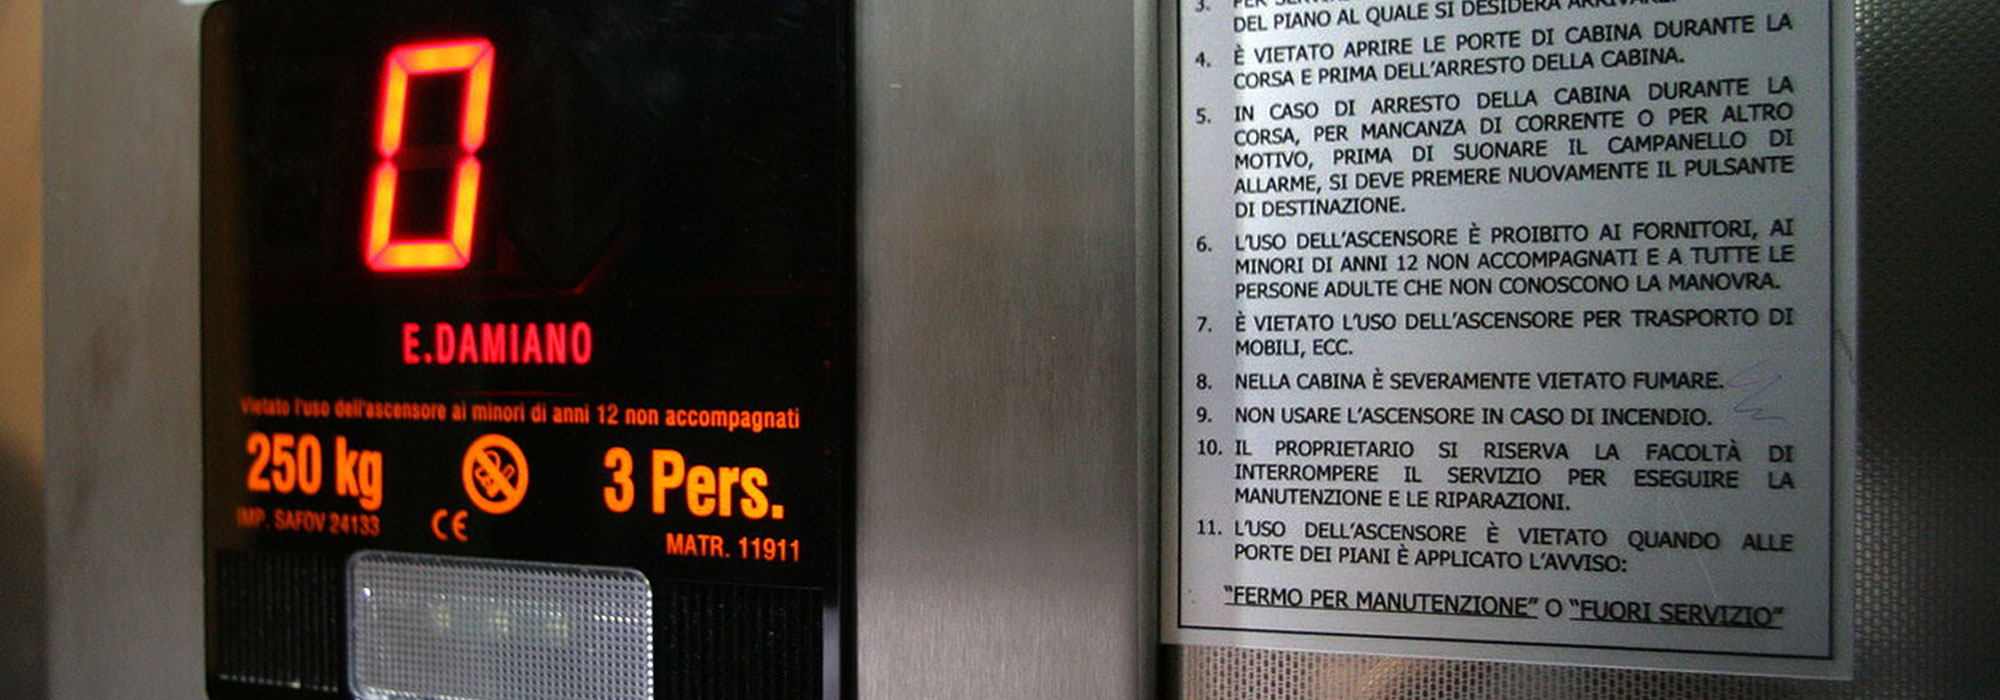 0
E.DAMIANO
Vietato l'uso dell'ascensore ai minori di anni 12 non accompagnati
250 kg
3 Pers.
IMP. SAFOV 24133
CE
MATR. 11911
3. PER
DEL PIANO AL QUALE SI DESIDERA ARRIVARE.
4. È VIETATO APRIRE LE PORTE DI CABINA DURANTE LA
CORSA E PRIMA DELL'ARRESTO DELLA CABINA.
5. IN CASO DI ARRESTO DELLA CABINA DURANTE LA
CORSA, PER MANCANZA DI CORRENTE O PER ALTRO
MOTIVO, PRIMA DI SUONARE IL CAMPANELLO DI
ALLARME, SI DEVE PREMERE NUOVAMENTE IL PULSANTE
DI DESTINAZIONE.
6. L'USO DELL'ASCENSORE È PROIBITO AI FORNITORI, AI
MINORI DI ANNI 12 NON ACCOMPAGNATI E A TUTTE LE
PERSONE ADULTE CHE NON CONOSCONO LA MANOVRA.
7. È VIETATO L'USO DELL'ASCENSORE PER TRASPORTO DI
MOBILI, ECC.
8. NELLA CABINA È SEVERAMENTE VIETATO FUMARE.
9. NON USARE L'ASCENSORE IN CASO DI INCENDIO.
10. IL PROPRIETARIO SI RISERVA LA FACOLTÀ DI
INTERROMPERE IL SERVIZIO PER ESEGUIRE LA
MANUTENZIONE E LE RIPARAZIONI.
11. L'USO DELL'ASCENSORE È VIETATO QUANDO ALLE
PORTE DEI PIANI È APPLICATO L'AVVISO:
"FERMO PER MANUTENZIONE" O "FUORI SERVIZIO"